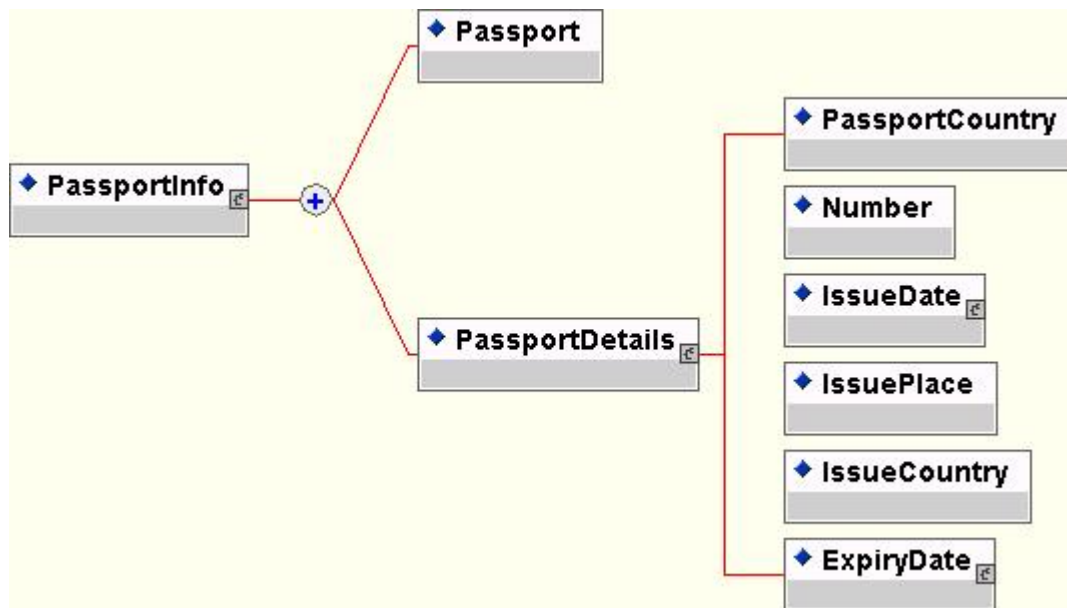 Passport
PassportCountry
PassportInfo
Number
IssueDate
PassportDetails
IssuePlace
IssueCountry
ExpiryDate